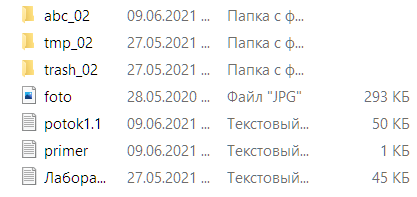 abc_02 09.06.2021 ... Папка с ф...
tmp_02 27.05.2021 ... Папка с ф...
trash_02 27.05.2021 ... Папка с ф...
foto 28.05.2020 ... Файл "JPG" 293 КБ
potok1.1 09.06.2021 ... Текстовый... 50 КБ
primer 09.06.2021 ... Текстовый... 1 КБ
Лабора... 27.05.2021 ... Текстовый... 45 КБ